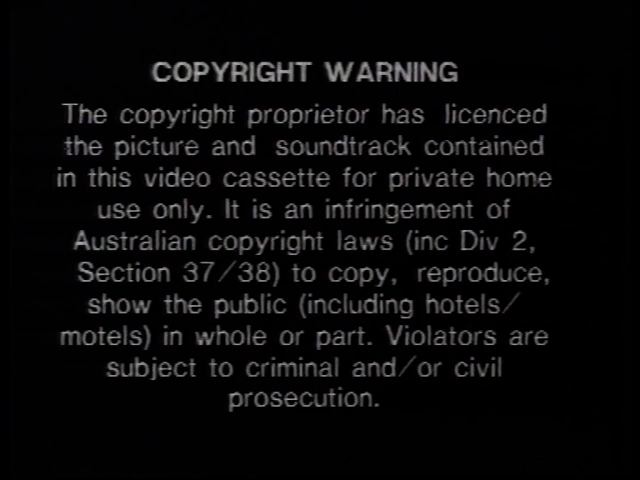 COPYRIGHT WARNING
The copyright proprietor has licenced
the picture and soundtrack contained
in this video cassette for private home
use only. It is an infringement of
Australian copyright laws (inc Div 2,
Section 37/38) to copy, reproduce,
show the public (including hotels/
motels) in whole or part. Violators are
subject to criminal and/or civil
prosecution.